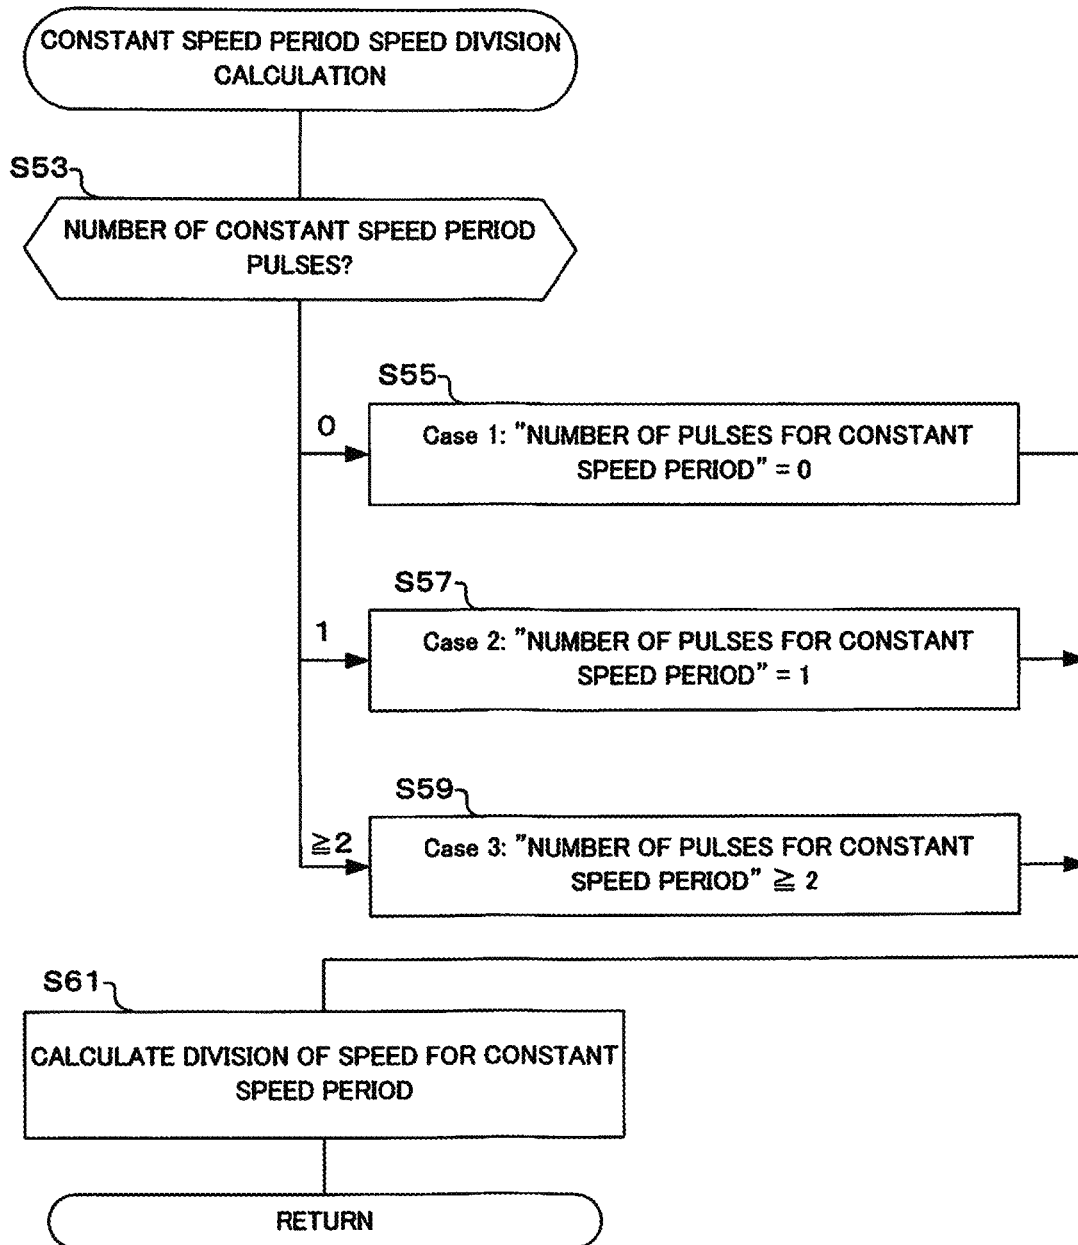 CONSTANT SPEED PERIOD SPEED DIVISION
CALCULATION
S53
NUMBER OF CONSTANT SPEED PERIOD
PULSES?
S55
0
Case 1: "NUMBER OF PULSES FOR CONSTANT
SPEED PERIOD" = 0
S57
1
Case 2: "NUMBER OF PULSES FOR CONSTANT
SPEED PERIOD" = 1
S59
≧2
Case 3: "NUMBER OF PULSES FOR CONSTANT
SPEED PERIOD" ≧ 2
S61
CALCULATE DIVISION OF SPEED FOR CONSTANT
SPEED PERIOD
RETURN